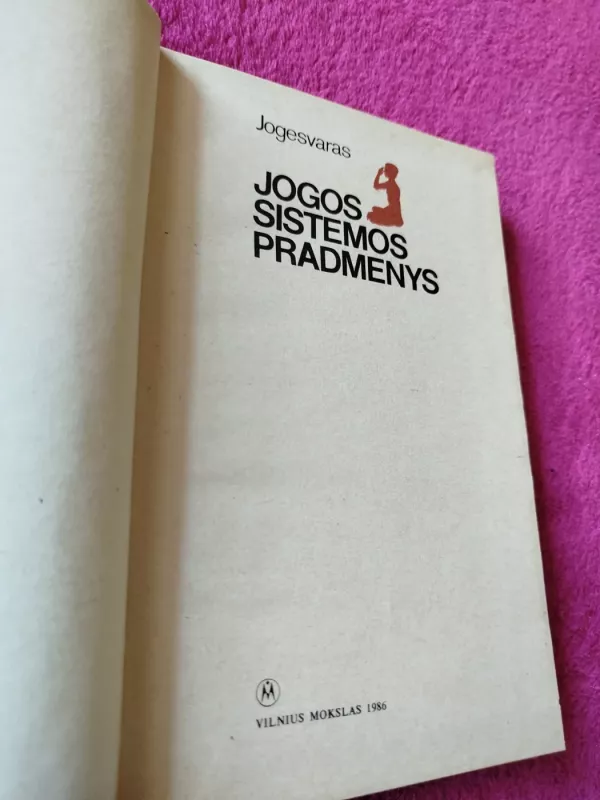 Jogesvaras
JOGOS
SISTEMOS
PRADMENYS
VILNIUS MOKSLAS 1986